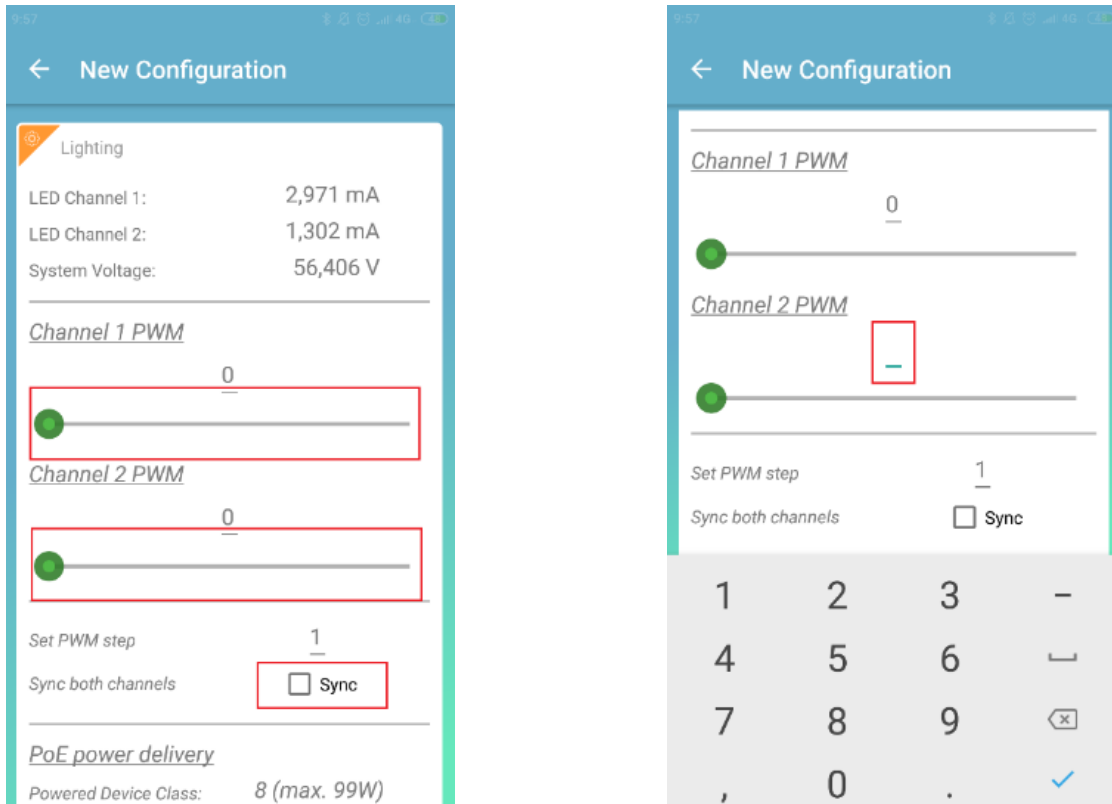 9:57
4G
New Configuration
Lighting
LED Channel 1: 2,971 mA
LED Channel 2: 1,302 mA
System Voltage: 56,406 V
Channel 1 PWM
0
Channel 2 PWM
0
Set PWM step 1
Sync both channels Sync
PoE power delivery
Powered Device Class: 8 (max. 99W)
9:57
4G
New Configuration
Channel 1 PWM
0
Channel 2 PWM
Set PWM step 1
Sync both channels Sync
1 2 3 –
4 5 6
7 8 9
, 0 .